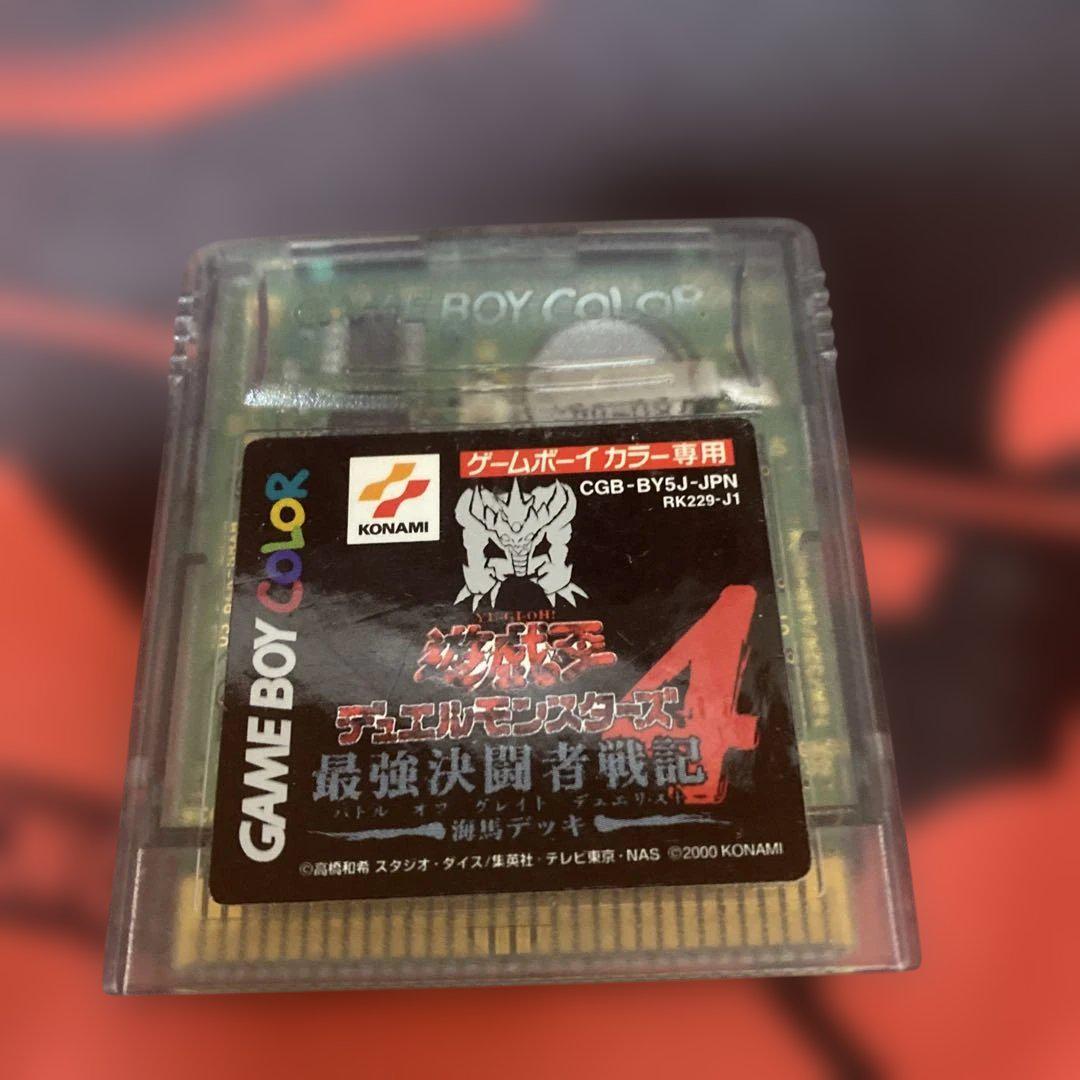 GAME BOY COLOR
ゲームボーイカラー専用
CGB-BY5J-JPN
RK229-J1
KONAMI
GAME BOY COLOR
YU-GI-OH!
遊戯王
デュエルモンスターズ4
最強決闘者戦記
バトル オブ グレイト デュエリスト
海馬デッキ
©高橋和希 スタジオ・ダイス/集英社・テレビ東京・NAS ©2000 KONAMI